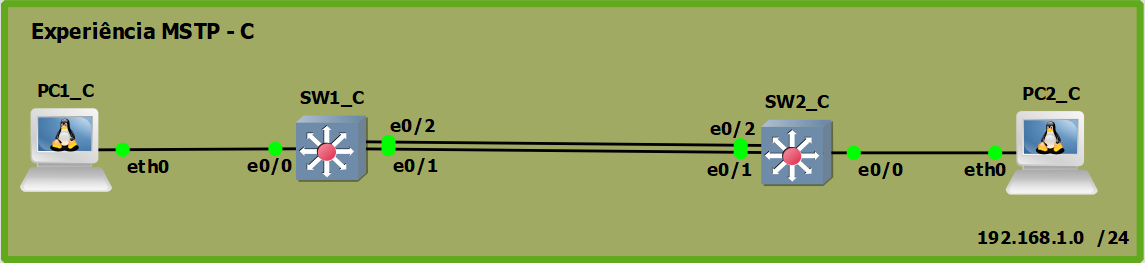 Experiência MSTP - C
PC1_C
SW1_C
SW2_C
PC2_C
e0/2
e0/2
eth0
e0/0
e0/1
e0/1
e0/0
eth0
192.168.1.0 /24